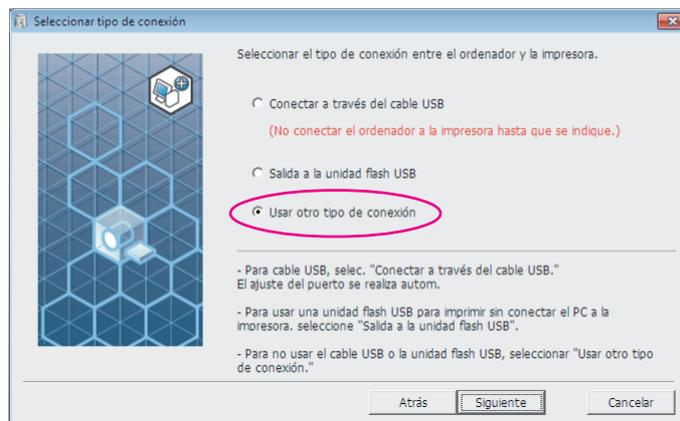 Seleccionar tipo de conexión
Seleccionar el tipo de conexión entre el ordenador y la impresora.
Conectar a través del cable USB
(No conectar el ordenador a la impresora hasta que se indique.)
Salida a la unidad flash USB
Usar otro tipo de conexión
- Para cable USB, selec. "Conectar a través del cable USB."
El ajuste del puerto se realiza autom.
- Para usar una unidad flash USB para imprimir sin conectar el PC a la
impresora. seleccione "Salida a la unidad flash USB".
- Para no usar el cable USB o la unidad flash USB, seleccionar "Usar otro tipo
de conexión."
Atrás
Siguiente
Cancelar